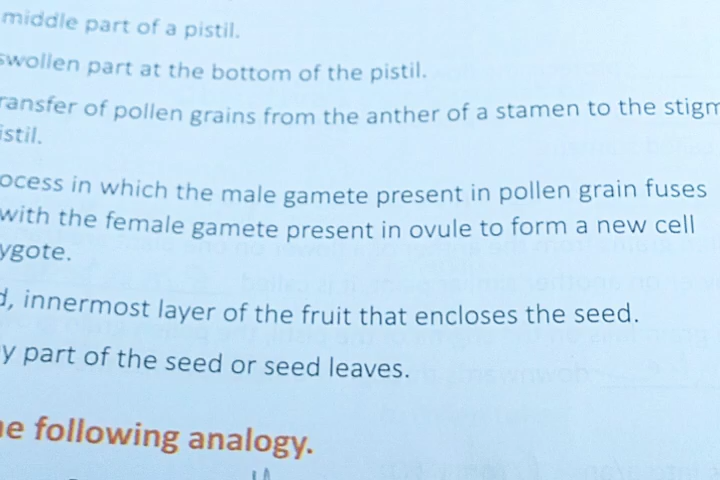 middle part of a pistil.
swollen part at the bottom of the pistil.
ransfer of pollen grains from the anther of a stamen to the stigm
istil.
ocess in which the male gamete present in pollen grain fuses
with the female gamete present in ovule to form a new cell
ygote.
d, innermost layer of the fruit that encloses the seed.
y part of the seed or seed leaves.
he following analogy.